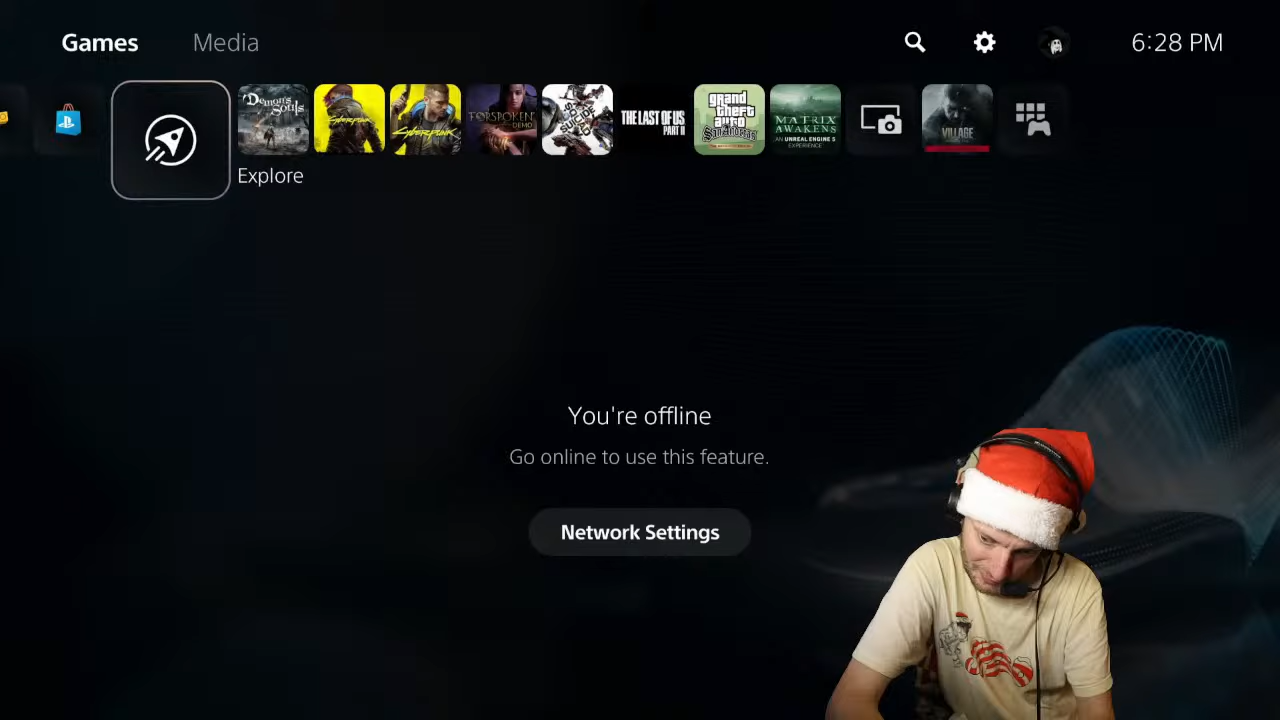 Games Media 6:28 PM
Demon's Souls
Cyberpunk
Cyberpunk
FORSPOKEN
DEMO
THE LAST OF US
PART II
grand theft auto
San Andreas
MATRIX
AWAKENS
AN UNREAL ENGINE 5
EXPERIENCE
VILLAGE
Explore
You're offline
Go online to use this feature.
Network Settings